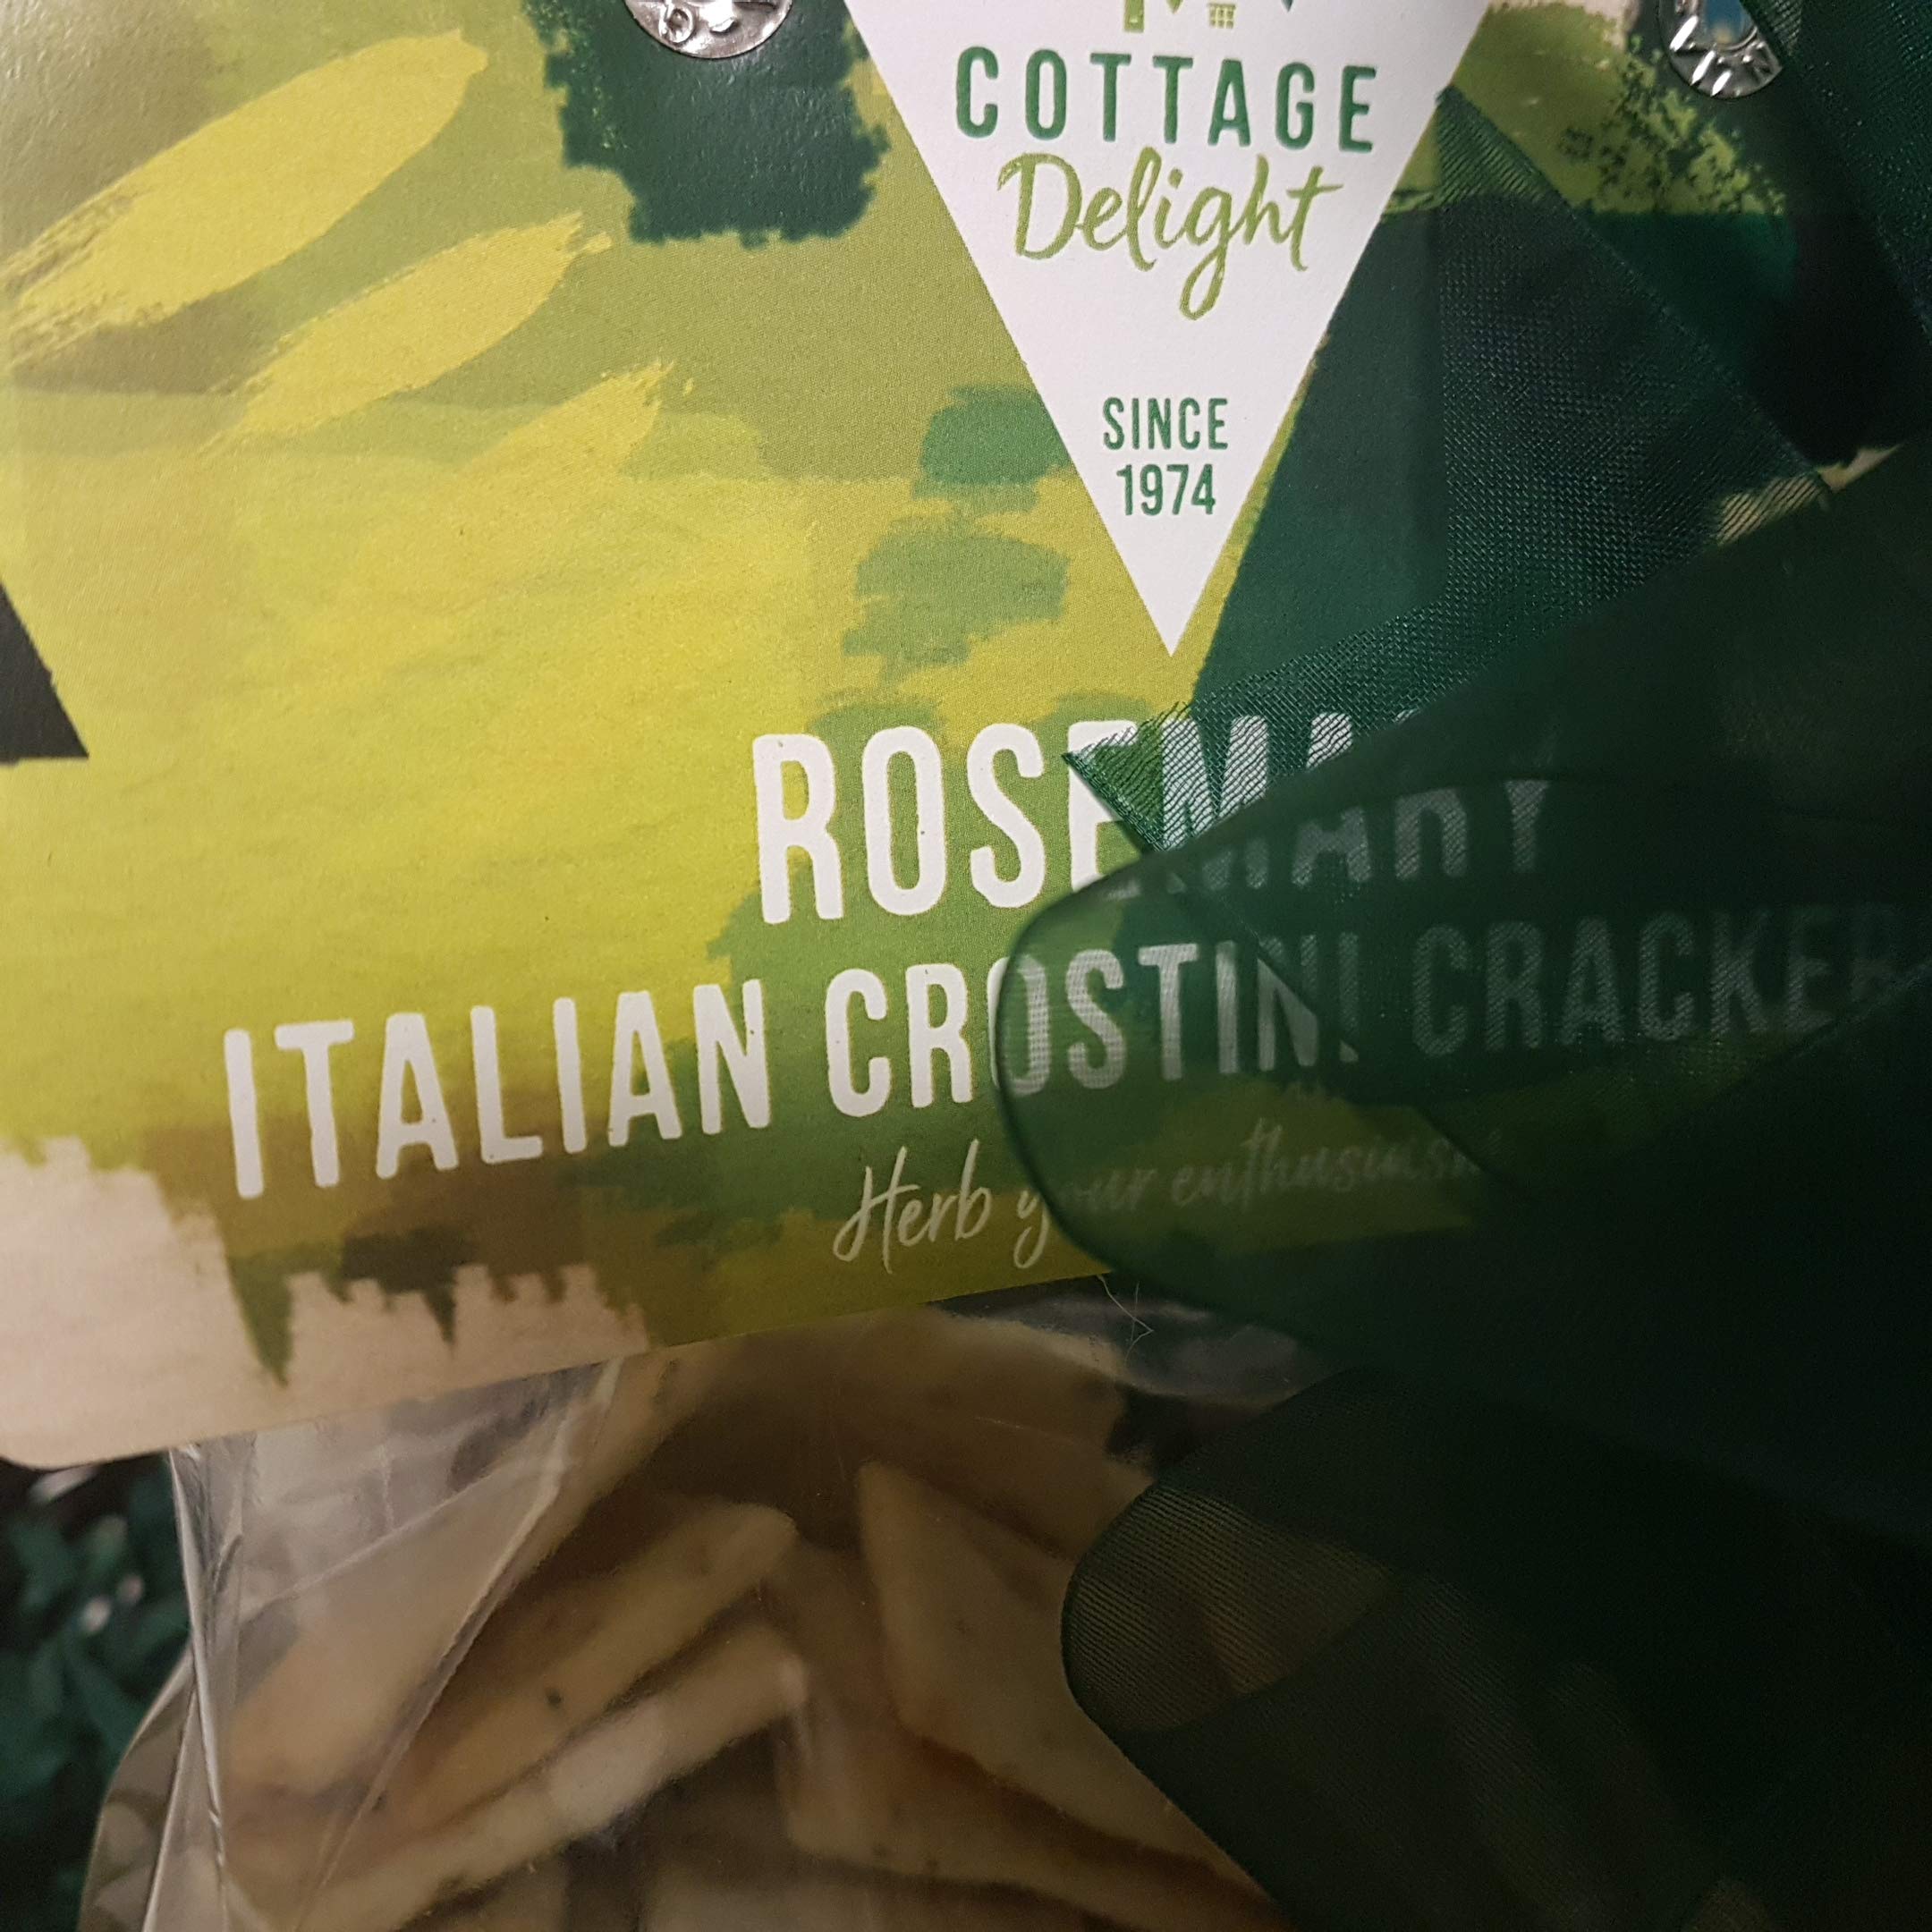 COTTAGE
Delight
SINCE
1974
ROSEMARY
ITALIAN CROSTINI CRACKER
Herb your enthusiasm